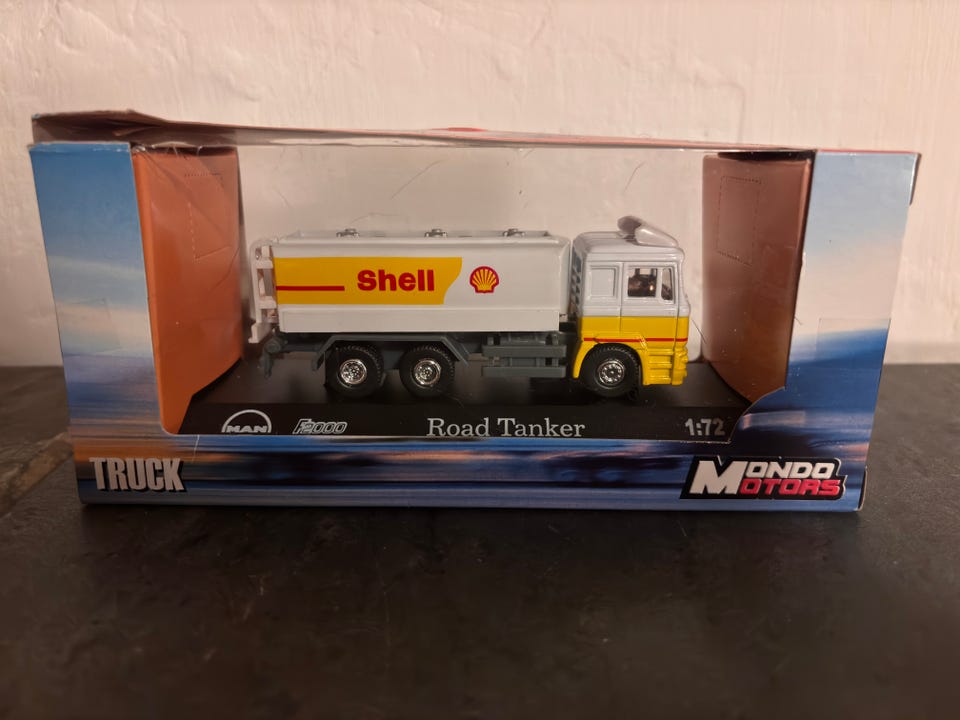 Shell
MAN F2000 Road Tanker 1:72
TRUCK
MONDO
MOTORS